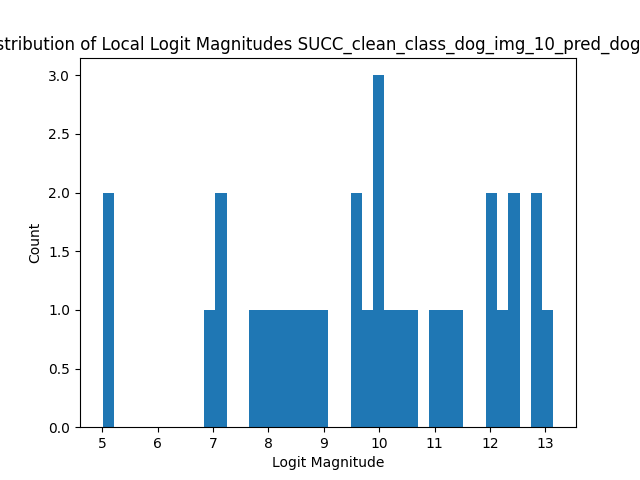 stribution of Local Logit Magnitudes SUCC_clean_class_dog_img_10_pred_dog
3.0
2.5
2.0
1.5
1.0
0.5
0.0
Count
5 6 7 8 9 10 11 12 13
Logit Magnitude